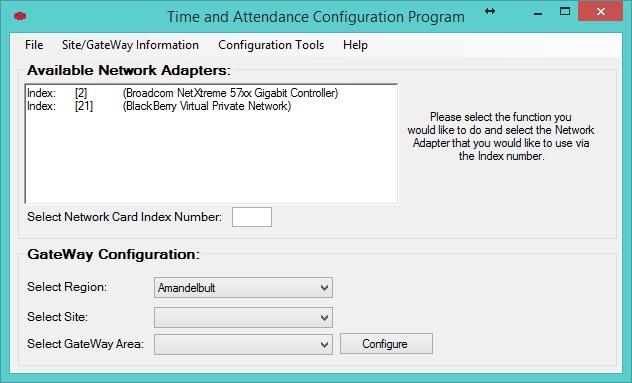 Time and Attendance Configuration Program
File Site/GateWay Information Configuration Tools Help
Available Network Adapters:
Index: [2] (Broadcom NetXtreme 57xx Gigabit Controller)
Index: [21] (BlackBerry Virtual Private Network)
Please select the function you
would like to do and select the Network
Adapter that you would like to use via
the Index number.
Select Network Card Index Number:
GateWay Configuration:
Select Region: Amandelbult
Select Site:
Select GateWay Area: Configure